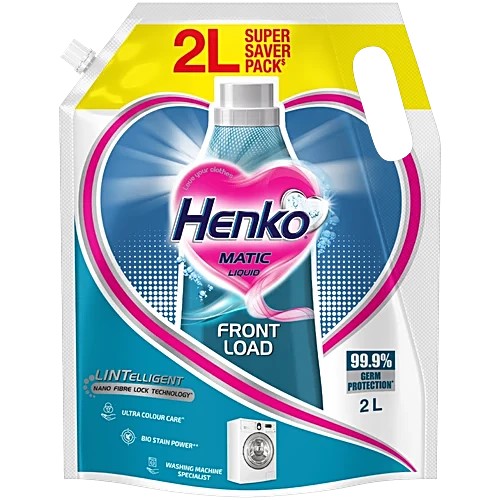 2L SUPER
SAVER
PACK$
Love your clothes
Henko
MATIC
LIQUID
FRONT
LOAD
LINTELLIGENT
NANO FIBRE LOCK TECHNOLOGY*
ULTRA COLOUR CARE^
BIO STAIN POWER**
WASHING MACHINE
SPECIALIST
99.9%
GERM
PROTECTION*
2 L